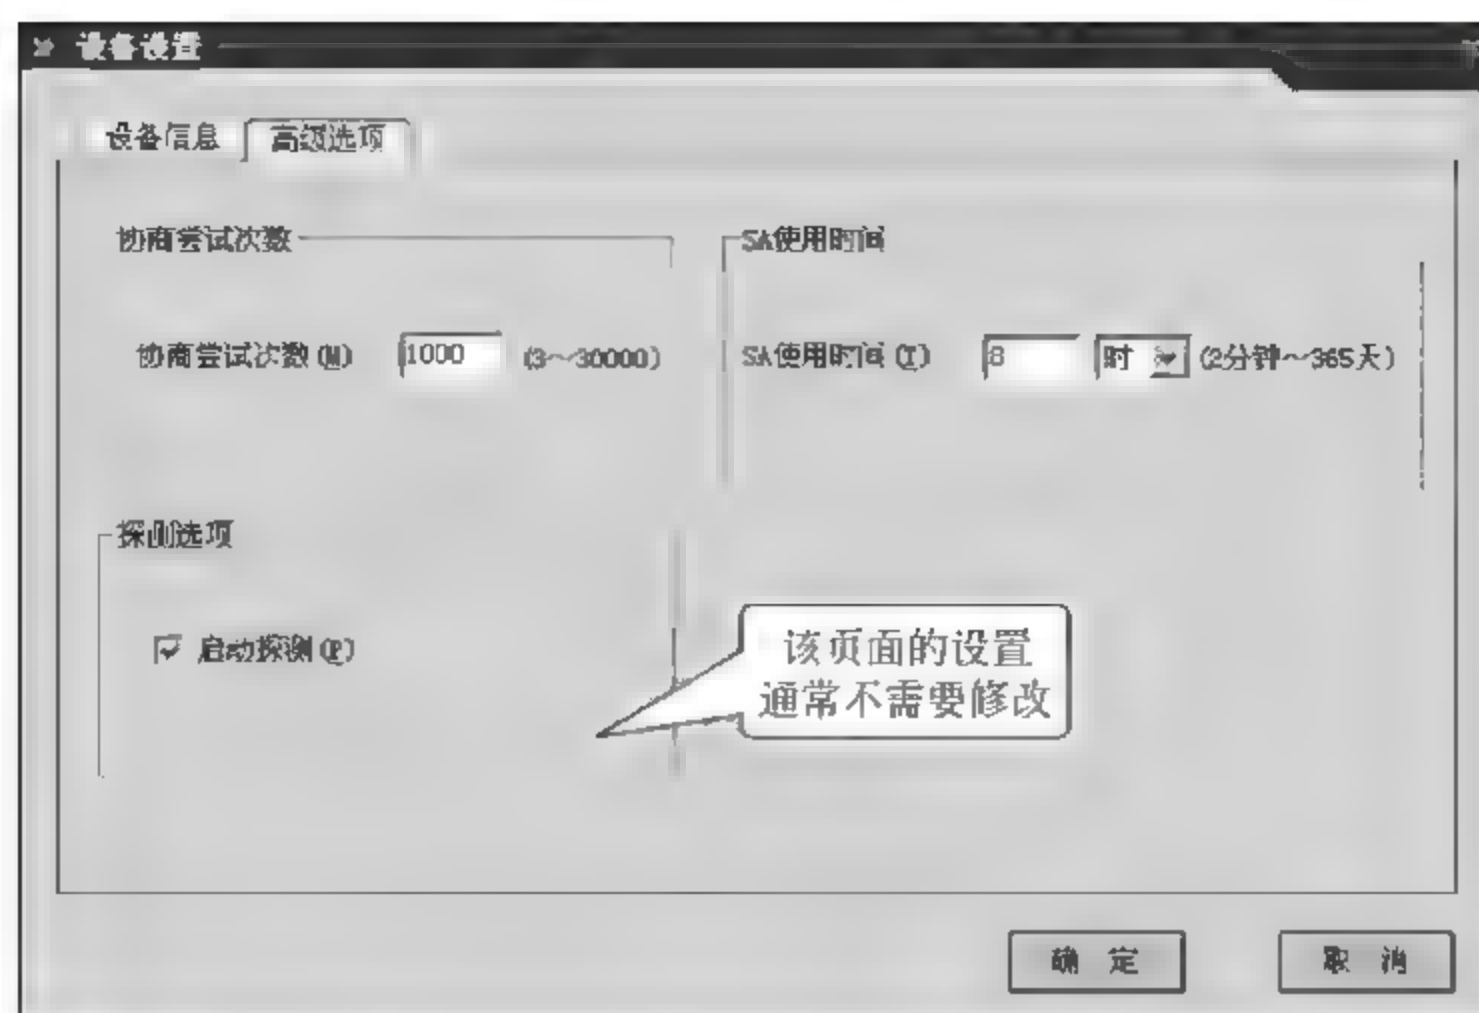 设备设置
设备信息 高级选项
协商尝试次数 SA使用时间
协商尝试次数(M) 1000 (3～30000) SA使用时间(T) 8 时 (2分钟～365天)
探测选项
启动探测(P)
该页面的设置
通常不需要修改
确 定 取 消